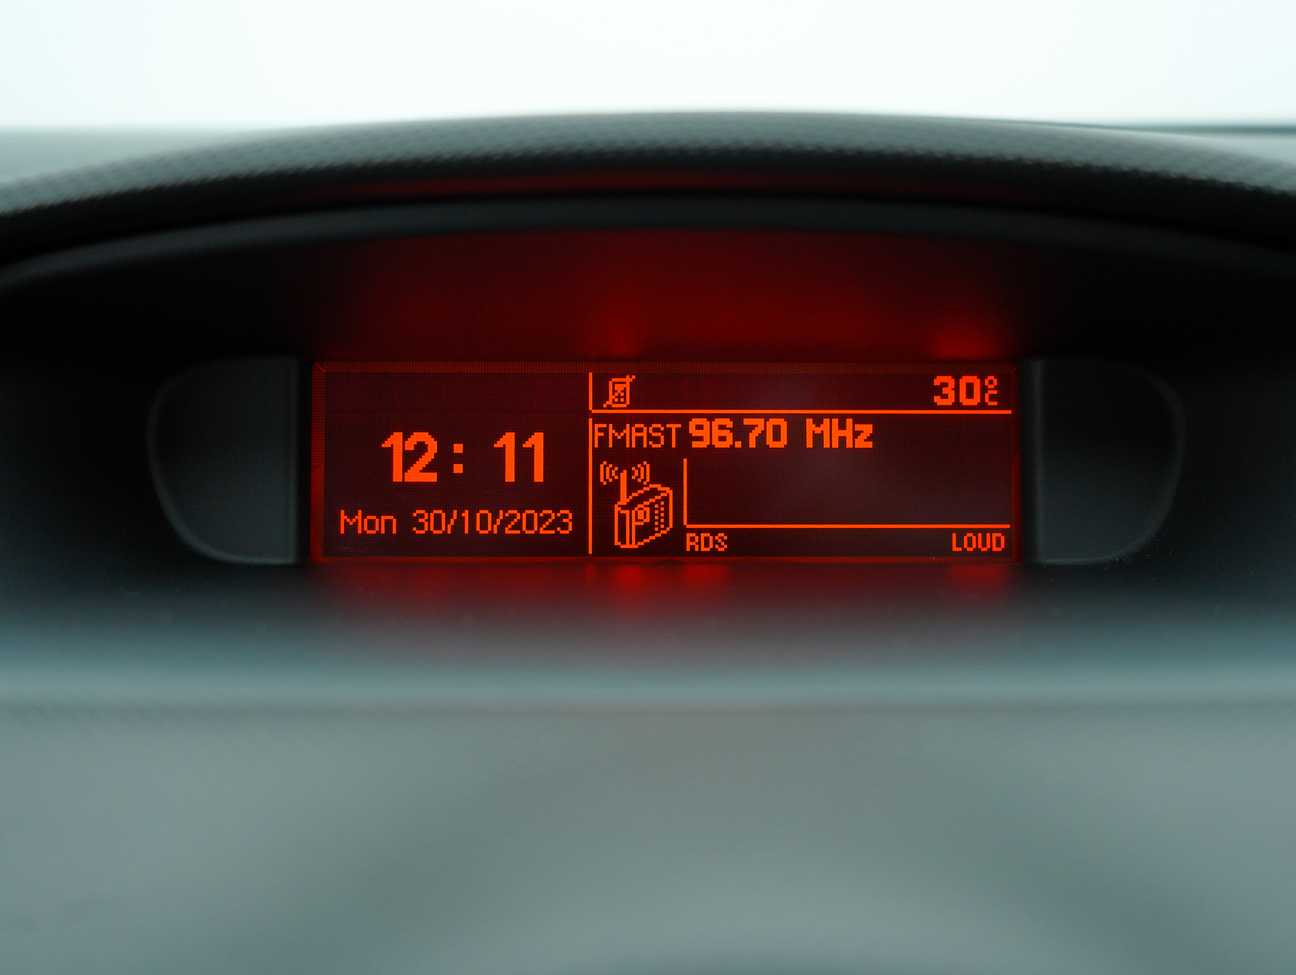 12: 11
Mon 30/10/2023
30°C
FMAST 96.70 MHz
RDS
LOUD